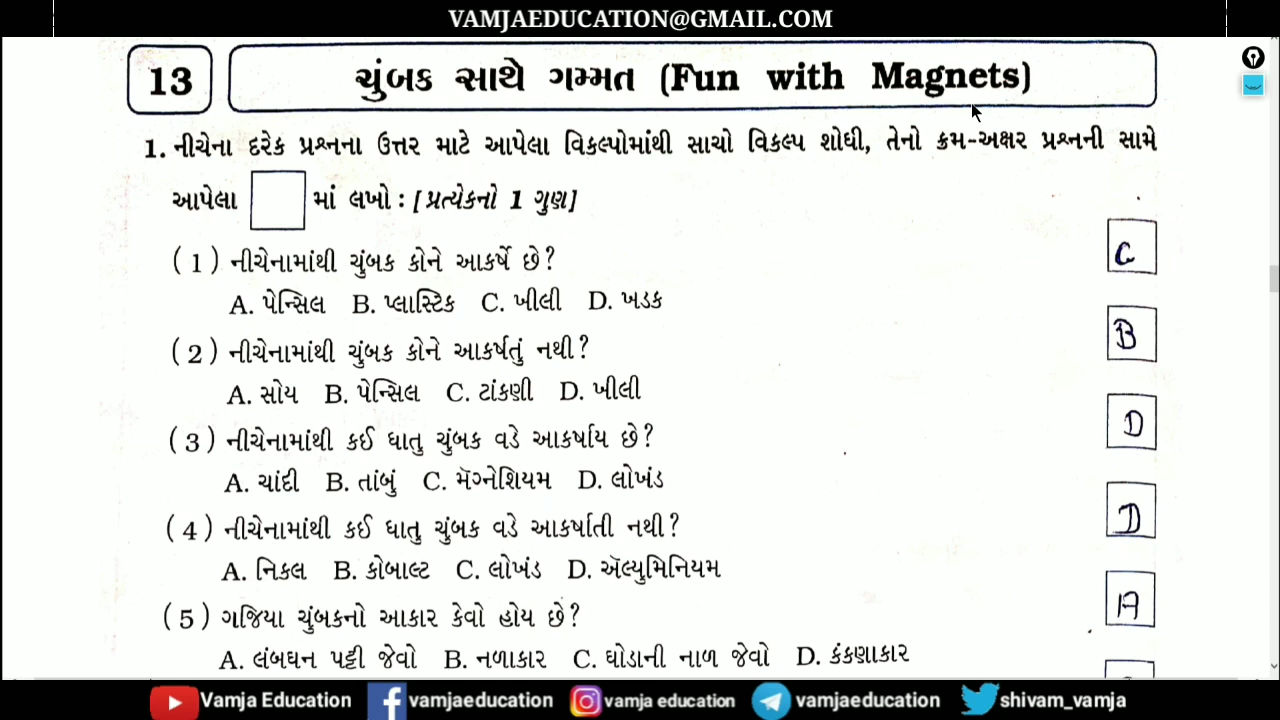 VAMJAEDUCATION@GMAIL.COM
13 ચુંબક સાથે ગમ્મત (Fun with Magnets)
1. નીચેના દરેક પ્રશ્નના ઉત્તર માટે આપેલા વિકલ્પોમાંથી સાચો વિકલ્પ શોધી, તેનો ક્રમ-અક્ષર પ્રશ્નની સામે
આપેલા માં લખો : [પ્રત્યેકનો 1 ગુણ]
(1) નીચેનામાંથી ચુંબક કોને આકર્ષે છે? C
A. પેન્સિલ B. પ્લાસ્ટિક C. ખીલી D. ખડક
(2) નીચેનામાંથી ચુંબક કોને આકર્ષતું નથી? B
A. સોય B. પેન્સિલ C. ટાંકણી D. ખીલી
(3) નીચેનામાંથી કઈ ધાતુ ચુંબક વડે આકર્ષાય છે? D
A. ચાંદી B. તાંબું C. મૅગ્નેશિયમ D. લોખંડ
(4) નીચેનામાંથી કઈ ધાતુ ચુંબક વડે આકર્ષાતી નથી? D
A. નિકલ B. કોબાલ્ટ C. લોખંડ D. ઍલ્યુમિનિયમ
(5) ગજિયા ચુંબકનો આકાર કેવો હોય છે? A
A. લંબઘન પટ્ટી જેવો B. નળાકાર C. ઘોડાની નાળ જેવો D. કંકણાકાર
Vamja Education vamjaeducation vamja education vamjaeducation shivam_vamja